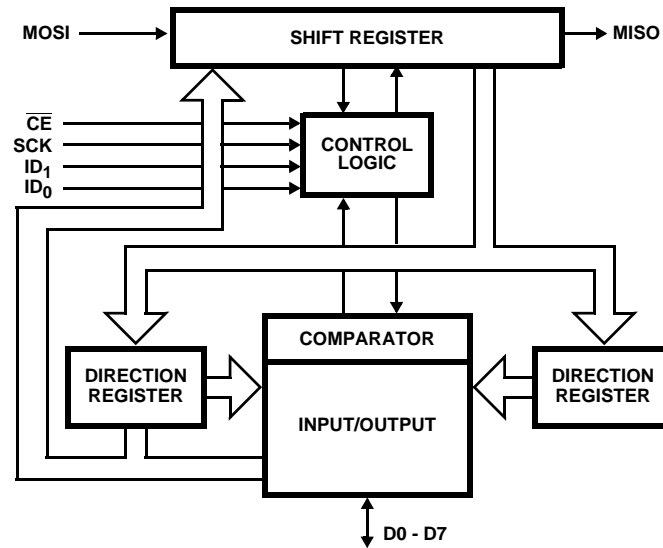 MOSI
SHIFT REGISTER
MISO
CE
SCK
ID1
ID0
CONTROL
LOGIC
COMPARATOR
DIRECTION
REGISTER
INPUT/OUTPUT
DIRECTION
REGISTER
D0 - D7